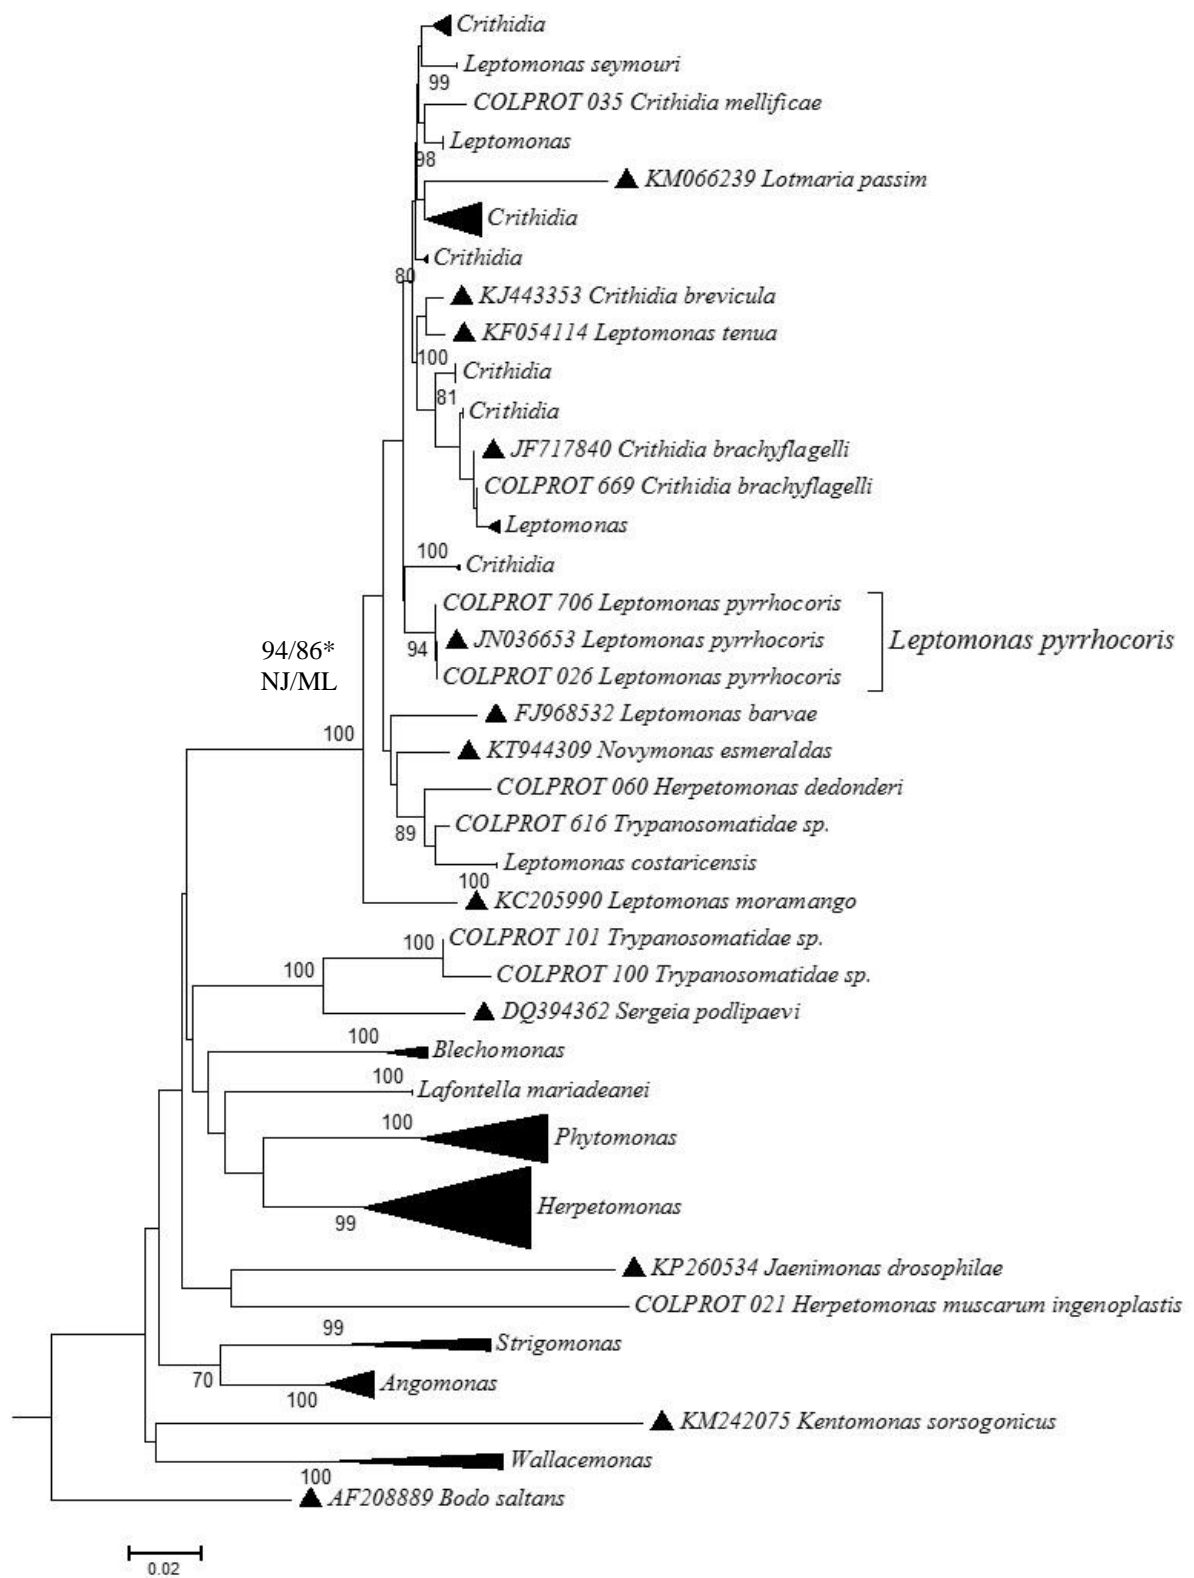 Crithidia
Leptomonas seymouri
99
COLPROT 035 Crithidia mellificae
Leptomonas
98
KM066239 Lotmaria passim
Crithidia
Crithidia
80
KJ443353 Crithidia brevicula
KF054114 Leptomonas tenua
100
Crithidia
81
Crithidia
JF717840 Crithidia brachyflagelli
COLPROT 669 Crithidia brachyflagelli
Leptomonas
100
Crithidia
COLPROT 706 Leptomonas pyrrhocoris
JN036653 Leptomonas pyrrhocoris
Leptomonas pyrrhocoris
94
COLPROT 026 Leptomonas pyrrhocoris
94/86*
NJ/ML
FJ968532 Leptomonas barvae
100
KT944309 Novymonas esmeraldas
COLPROT 060 Herpetomonas dedonderi
COLPROT 616 Trypanosomatidae sp.
89
Leptomonas costaricensis
100
KC205990 Leptomonas moramango
COLPROT 101 Trypanosomatidae sp.
100
100
COLPROT 100 Trypanosomatidae sp.
DQ394362 Sergeia podlipaevi
100
Blechomonas
100
Lafontella mariadeanei
100
Phytomonas
Herpetomonas
99
KP260534 Jaenimonas drosophilae
COLPROT 021 Herpetomonas muscarum ingenoplastis
99
Strigomonas
70
Angomonas
100
KM242075 Kentomonas sorsogonicus
Wallacemonas
100
AF208889 Bodo saltans
0.02